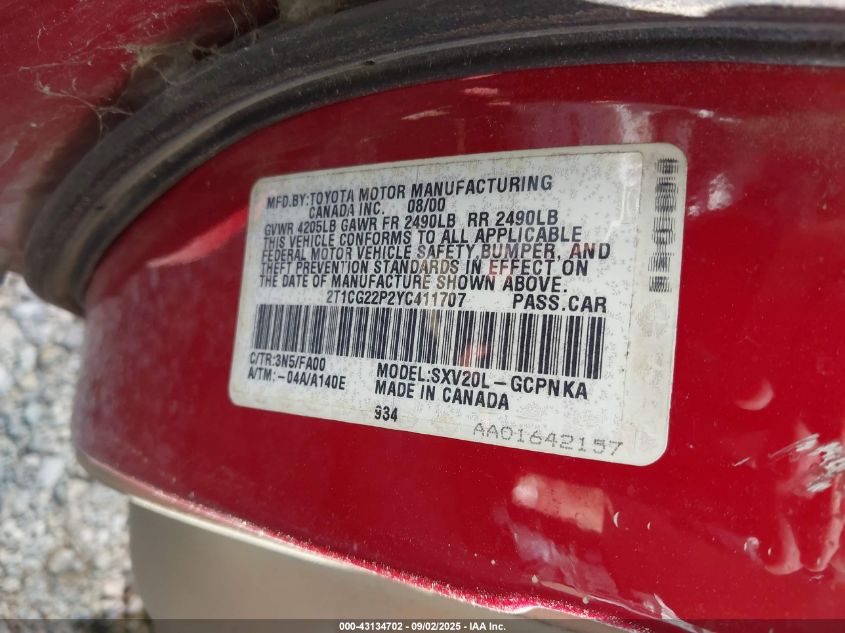 MFD.BY:TOYOTA MOTOR MANUFACTURING
CANADA INC. 08/00
GVWR 4205LB GAWR FR 2490LB RR 2490LB
THIS VEHICLE CONFORMS TO ALL APPLICABLE
FEDERAL MOTOR VEHICLE SAFETY,BUMPER, AND
THEFT PREVENTION STANDARDS IN EFFECT ON
THE DATE OF MANUFACTURE SHOWN ABOVE.
2T1CG22P2YC411707 PASS.CAR
C/TR:3N5/FA00 MODEL:SXV20L-GCPNKA
A/TM:-04A/A140E MADE IN CANADA
934
AA01642157
000-43134702 - 09/02/2025 - IAA Inc.